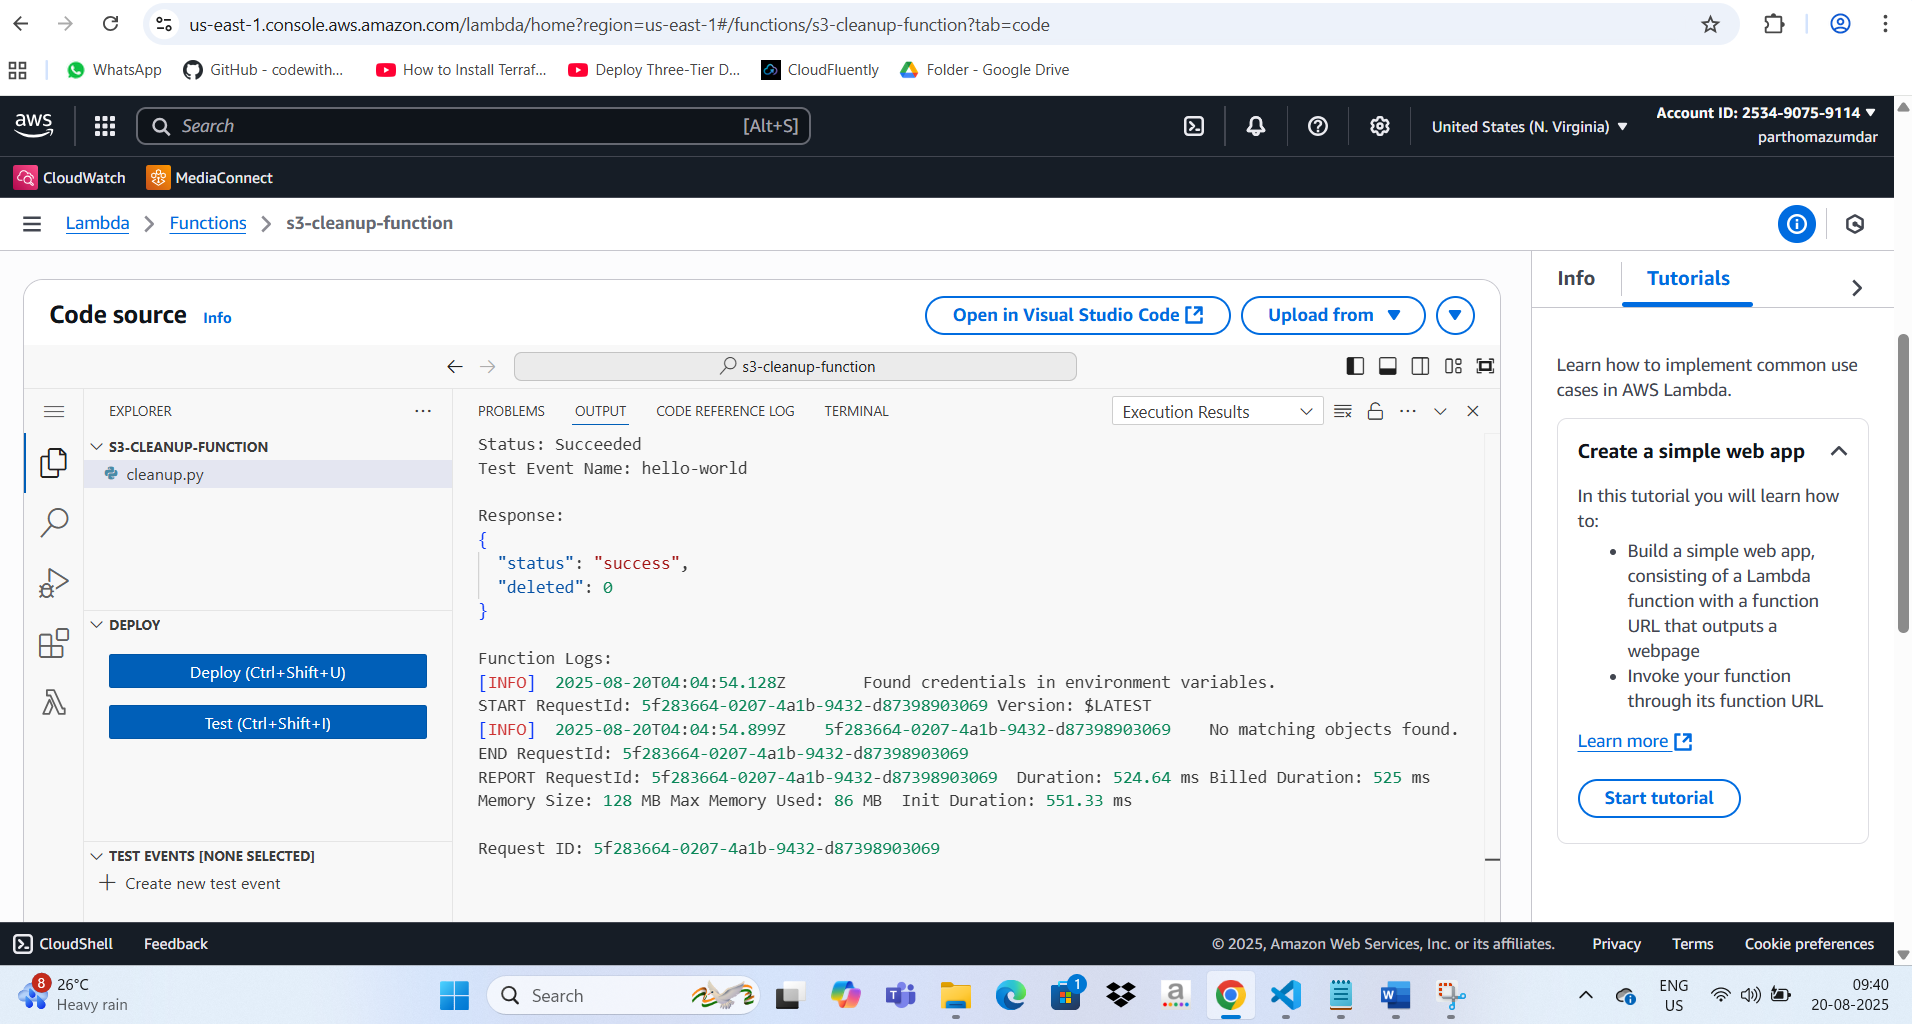 us-east-1.console.aws.amazon.com/lambda/home?region=us-east-1#/functions/s3-cleanup-function?tab=code
WhatsApp
GitHub - codewith...
How to Install Terraf...
Deploy Three-Tier D...
CloudFluently
Folder - Google Drive
aws
Search
[Alt+S]
United States (N. Virginia)
Account ID: 2534-9075-9114
parthomazumdar
CloudWatch
MediaConnect
Lambda
Functions
s3-cleanup-function
Code source
Info
Open in Visual Studio Code
Upload from
s3-cleanup-function
EXPLORER
S3-CLEANUP-FUNCTION
cleanup.py
DEPLOY
Deploy (Ctrl+Shift+U)
Test (Ctrl+Shift+I)
TEST EVENTS [NONE SELECTED]
Create new test event
PROBLEMS
OUTPUT
CODE REFERENCE LOG
TERMINAL
Execution Results
Status: Succeeded
Test Event Name: hello-world
Response:
{
"status": "success",
"deleted": 0
}
Function Logs:
[INFO] 2025-08-20T04:04:54.128Z Found credentials in environment variables.
START RequestId: 5f283664-0207-4a1b-9432-d87398903069 Version: $LATEST
[INFO] 2025-08-20T04:04:54.899Z 5f283664-0207-4a1b-9432-d87398903069 No matching objects found.
END RequestId: 5f283664-0207-4a1b-9432-d87398903069
REPORT RequestId: 5f283664-0207-4a1b-9432-d87398903069 Duration: 524.64 ms Billed Duration: 525 ms
Memory Size: 128 MB Max Memory Used: 86 MB Init Duration: 551.33 ms
Request ID: 5f283664-0207-4a1b-9432-d87398903069
Info
Tutorials
Learn how to implement common use
cases in AWS Lambda.
Create a simple web app
In this tutorial you will learn how
to:
• Build a simple web app,
consisting of a Lambda
function with a function
URL that outputs a
webpage
• Invoke your function
through its function URL
Learn more
Start tutorial
CloudShell
Feedback
© 2025, Amazon Web Services, Inc. or its affiliates.
Privacy
Terms
Cookie preferences
8
26°C
Heavy rain
Search
1
ENG
US
09:40
20-08-2025